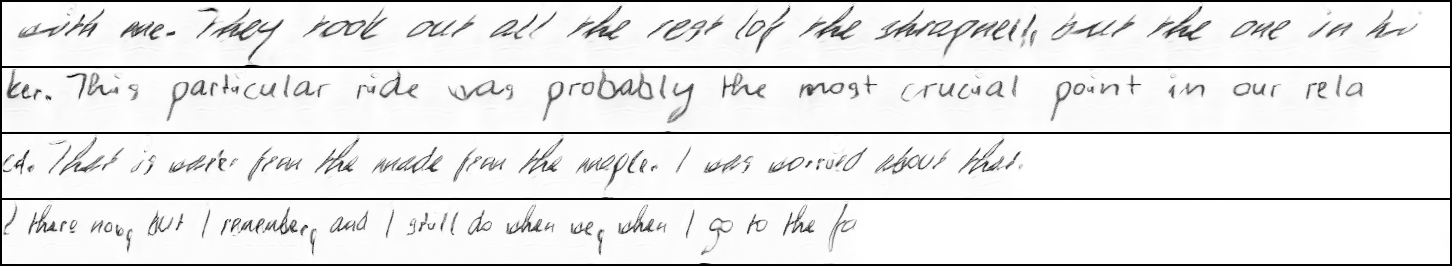 with me. They took out all the rest lof the shrapnell, but the one in hi
ker. This particular ride was probably the most crucial point in our rela
ed. That is water from the made from the maple. I was worried about that.
d there now, but I remember, and I still do when we, when I go to the fo